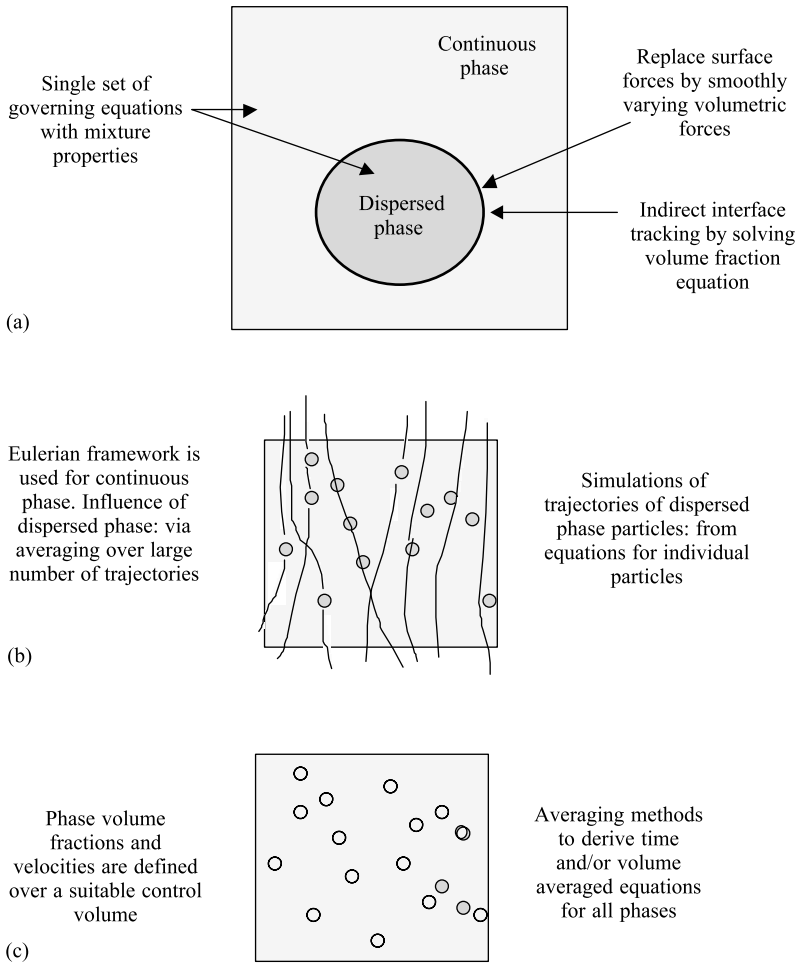 Continuous
phase
Single set of
governing equations
with mixture
properties
Replace surface
forces by smoothly
varying volumetric
forces
Dispersed
phase
Indirect interface
tracking by solving
volume fraction
equation
(a)
Eulerian framework is
used for continuous
phase. Influence of
dispersed phase: via
averaging over large
number of trajectories
Simulations of
trajectories of dispersed
phase particles: from
equations for individual
particles
(b)
Phase volume
fractions and
velocities are defined
over a suitable control
volume
Averaging methods
to derive time
and/or volume
averaged equations
for all phases
(c)